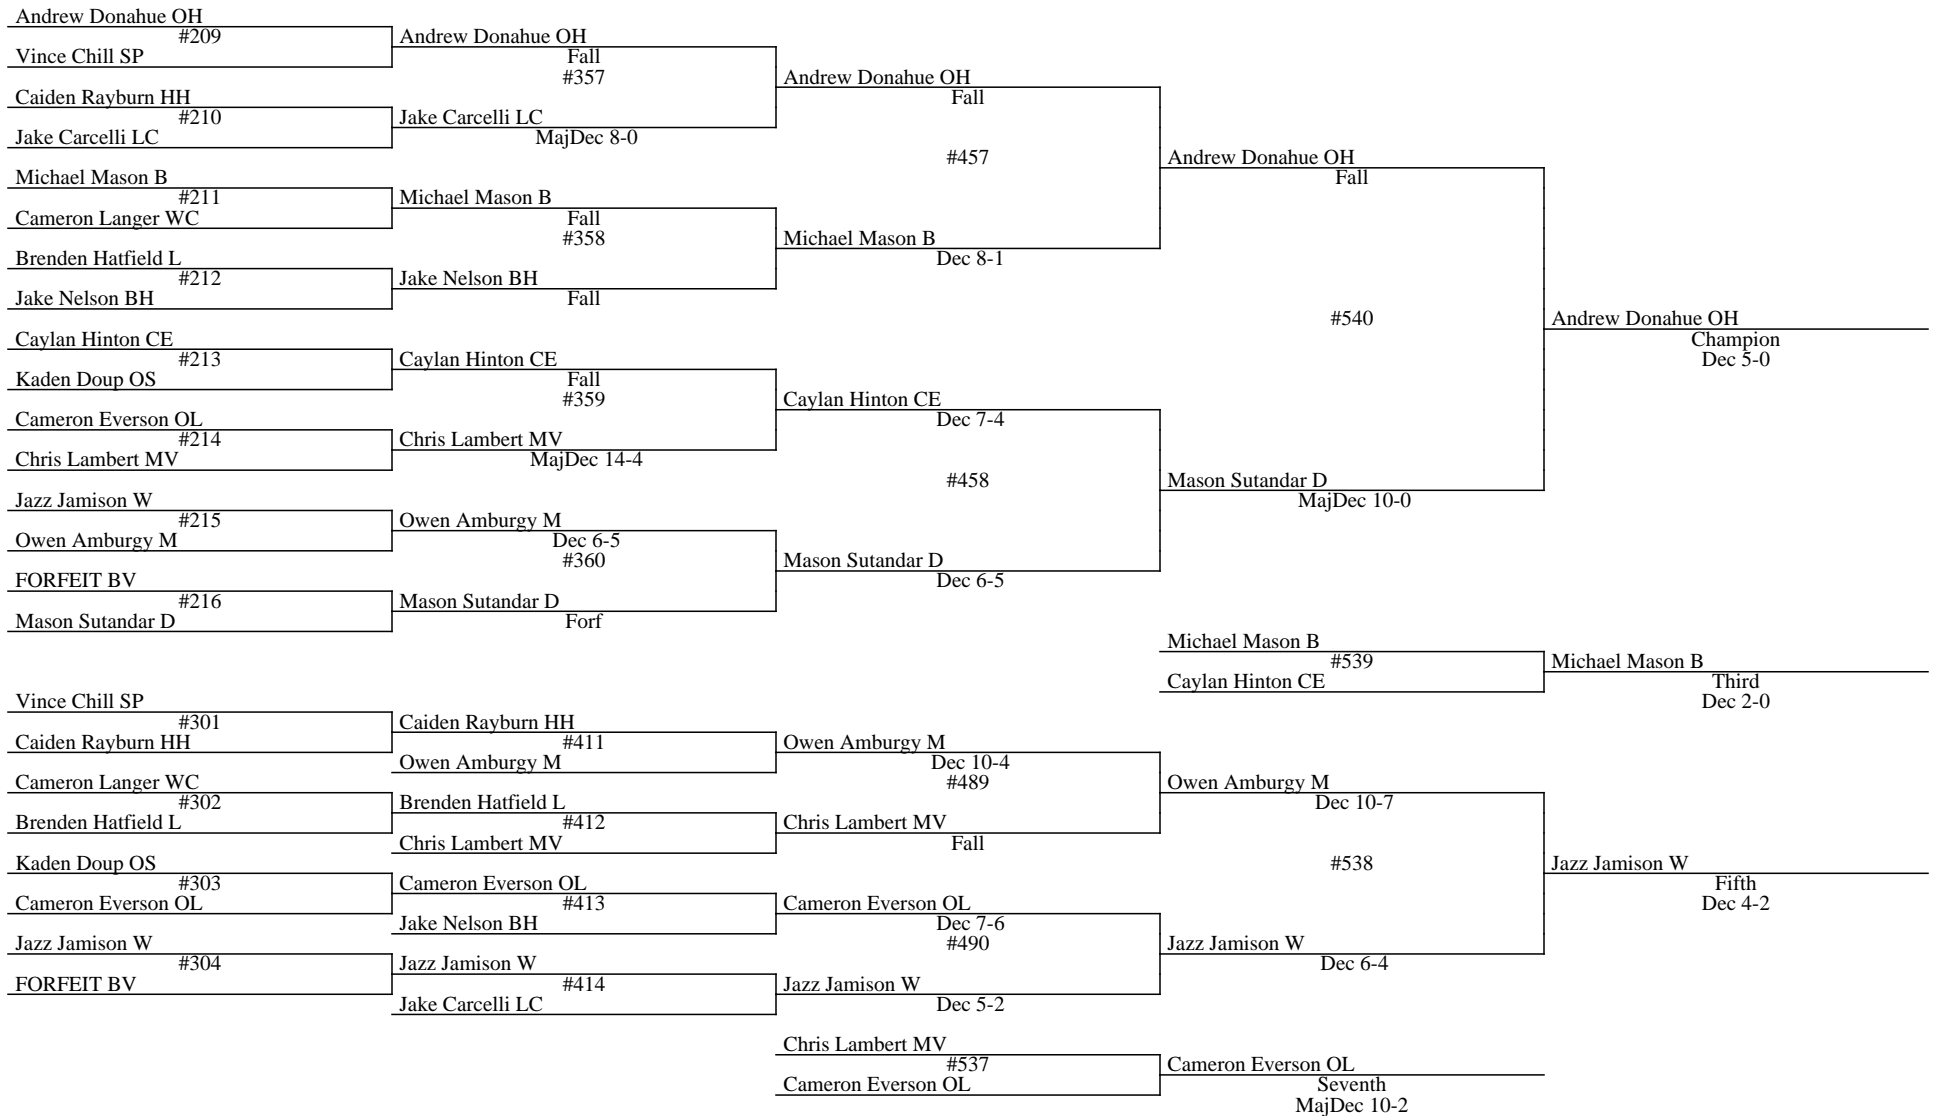 Andrew Donahue OH
#209
Vince Chill SP
Caiden Rayburn HH
#210
Jake Carcelli LC
Michael Mason B
#211
Cameron Langer WC
Brenden Hatfield L
#212
Jake Nelson BH
Caylan Hinton CE
#213
Kaden Doup OS
Cameron Everson OL
#214
Chris Lambert MV
Jazz Jamison W
#215
Owen Amburgy M
FORFEIT BV
#216
Mason Sutandar D
Andrew Donahue OH
Fall
#357
Jake Carcelli LC
MajDec 8-0
Michael Mason B
Fall
#358
Jake Nelson BH
Fall
Caylan Hinton CE
Fall
#359
Chris Lambert MV
MajDec 14-4
Owen Amburgy M
Dec 6-5
#360
Mason Sutandar D
Forf
Andrew Donahue OH
Fall
#457
Michael Mason B
Dec 8-1
Caylan Hinton CE
Dec 7-4
#458
Mason Sutandar D
Dec 6-5
Andrew Donahue OH
Fall
#540
Mason Sutandar D
MajDec 10-0
Andrew Donahue OH
Champion
Dec 5-0
Michael Mason B
#539
Caylan Hinton CE
Michael Mason B
Third
Dec 2-0
Vince Chill SP
#301
Caiden Rayburn HH
Cameron Langer WC
#302
Brenden Hatfield L
Kaden Doup OS
#303
Cameron Everson OL
Jazz Jamison W
#304
FORFEIT BV
Caiden Rayburn HH
#411
Owen Amburgy M
Brenden Hatfield L
#412
Chris Lambert MV
Cameron Everson OL
#413
Jake Nelson BH
Jazz Jamison W
#414
Jake Carcelli LC
Owen Amburgy M
Dec 10-4
#489
Chris Lambert MV
Fall
Cameron Everson OL
Dec 7-6
#490
Jazz Jamison W
Dec 5-2
Owen Amburgy M
Dec 10-7
#538
Jazz Jamison W
Dec 6-4
Jazz Jamison W
Fifth
Dec 4-2
Chris Lambert MV
#537
Cameron Everson OL
Cameron Everson OL
Seventh
MajDec 10-2